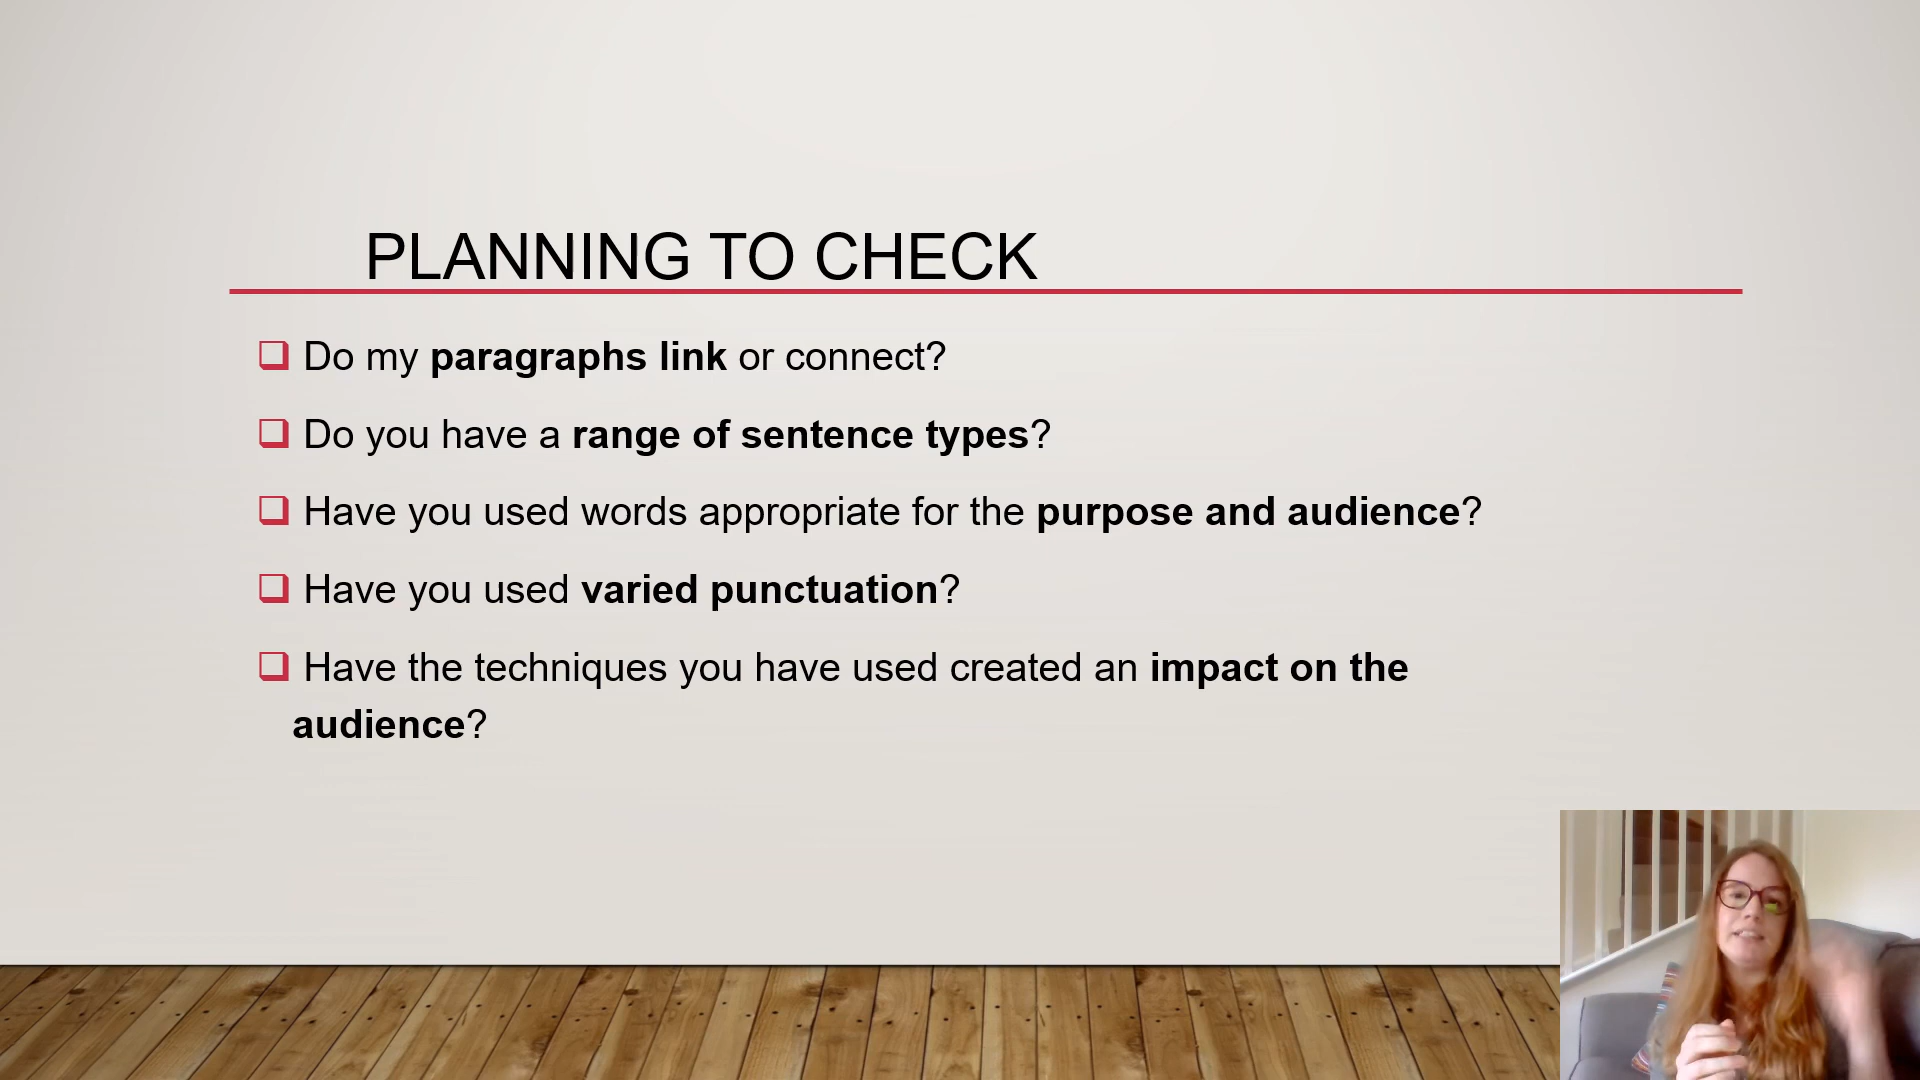 PLANNING TO CHECK
❑ Do my paragraphs link or connect?
❑ Do you have a range of sentence types?
❑ Have you used words appropriate for the purpose and audience?
❑ Have you used varied punctuation?
❑ Have the techniques you have used created an impact on the
audience?